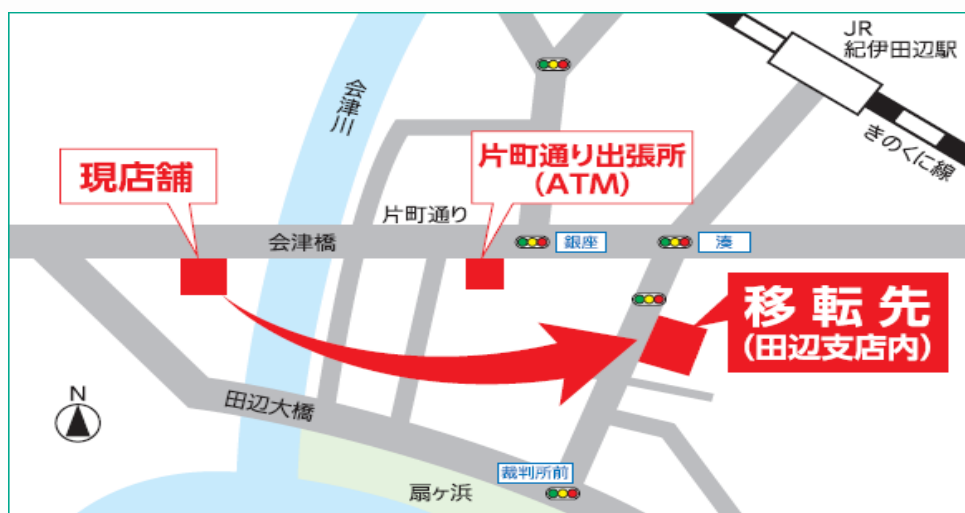 JR
紀伊田辺駅
きのくに線
会津川
現店舗
片町通り出張所
(ATM)
片町通り
会津橋
銀座
湊
移転先
(田辺支店内)
N
田辺大橋
裁判所前
扇ヶ浜